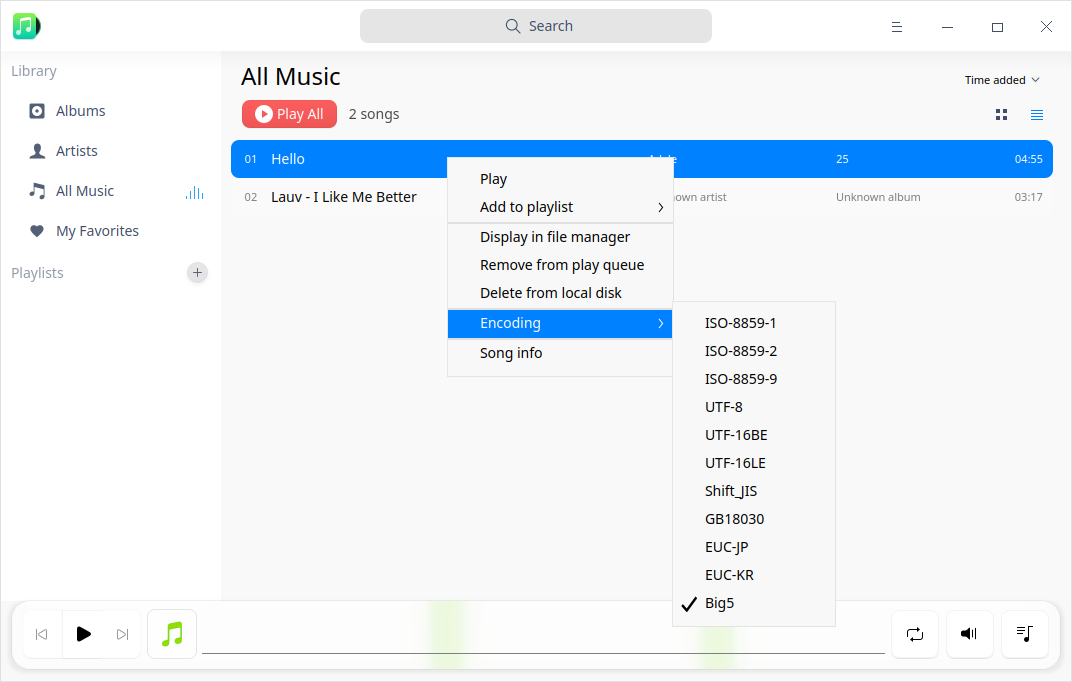 Search
Library
Albums
Artists
All Music
My Favorites
Playlists
All Music
Time added
Play All
2 songs
01 Hello 25 04:55
02 Lauv - I Like Me Better artist Unknown album 03:17
Play
Add to playlist
Display in file manager
Remove from play queue
Delete from local disk
Encoding
Song info
ISO-8859-1
ISO-8859-2
ISO-8859-9
UTF-8
UTF-16BE
UTF-16LE
Shift_JIS
GB18030
EUC-JP
EUC-KR
Big5